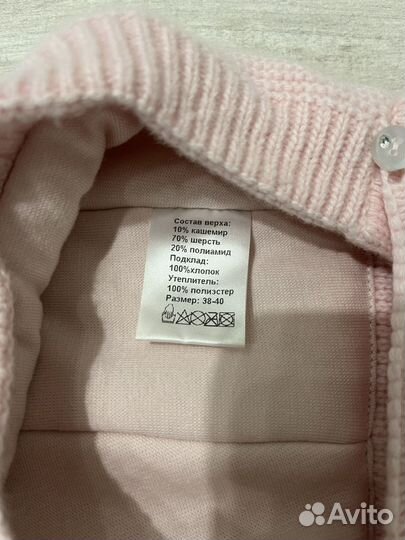 Состав верха:
10% кашемир
70% шерсть
20% полиамид
Подклад:
100%хлопок
Утеплитель:
100% полиэстер
Размер: 38-40
Avito